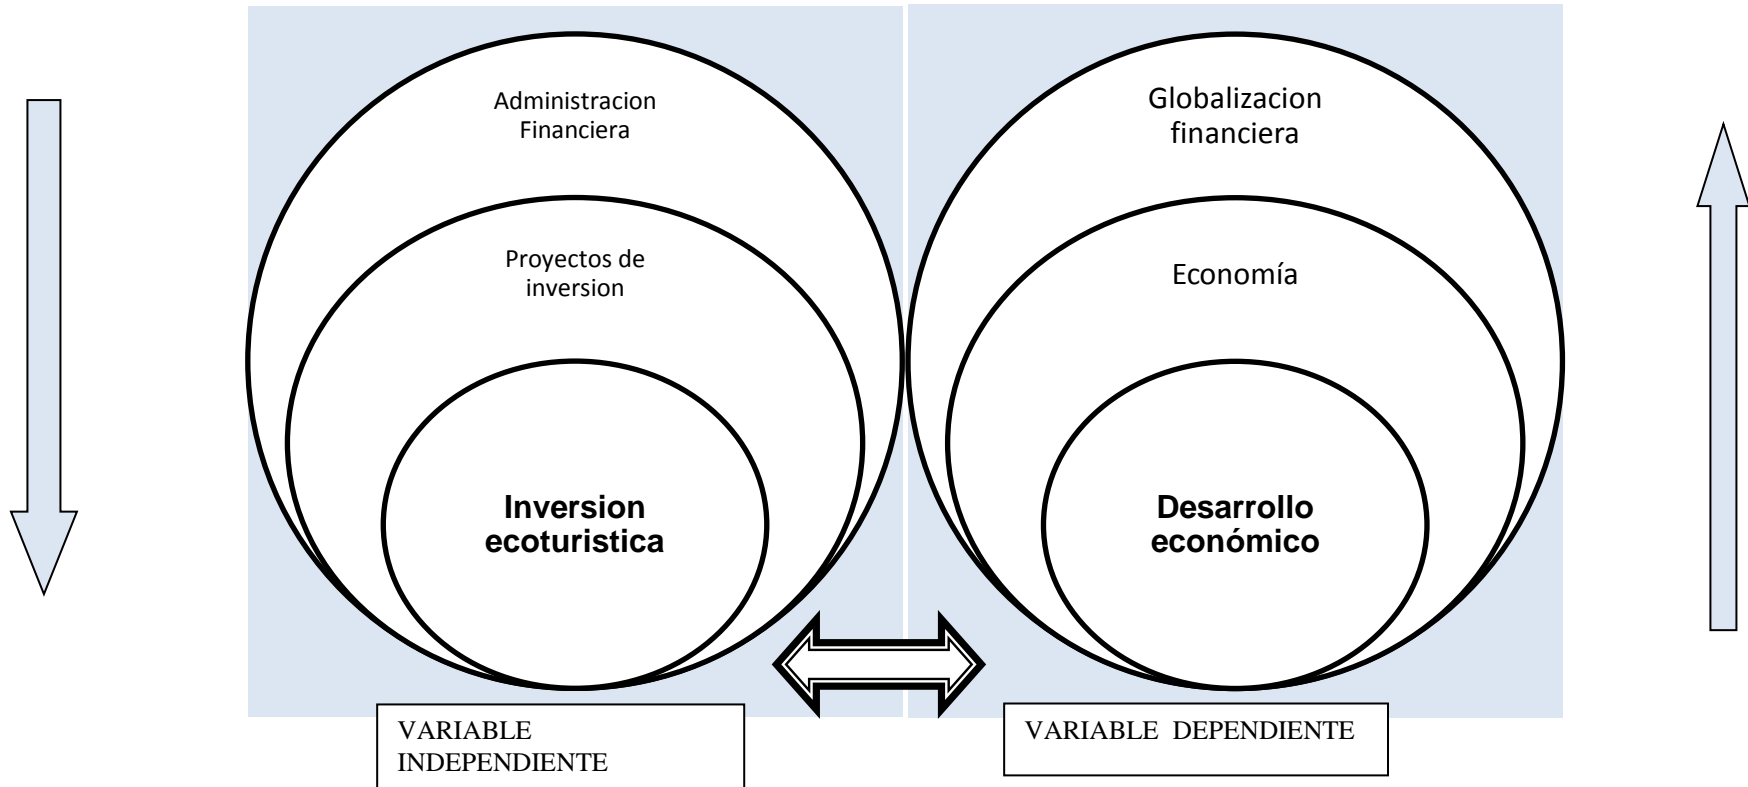 Administracion
Financiera
Proyectos de
inversion
Inversion
ecoturistica
VARIABLE
INDEPENDIENTE
Globalizacion
financiera
Economía
Desarrollo
económico
VARIABLE DEPENDIENTE